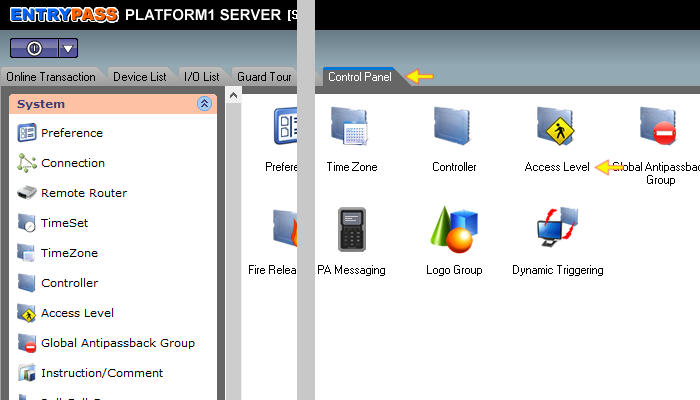 ENTRYPASS PLATFORM1 SERVER [S
Online Transaction Device List I/O List Guard Tour Control Panel
System
Preference
Connection
Remote Router
TimeSet
TimeZone
Controller
Access Level
Global Antipassback Group
Instruction/Comment
Prefere Time Zone Controller Access Level Global Antipassback
Group
Fire Relea PA Messaging Logo Group Dynamic Triggering